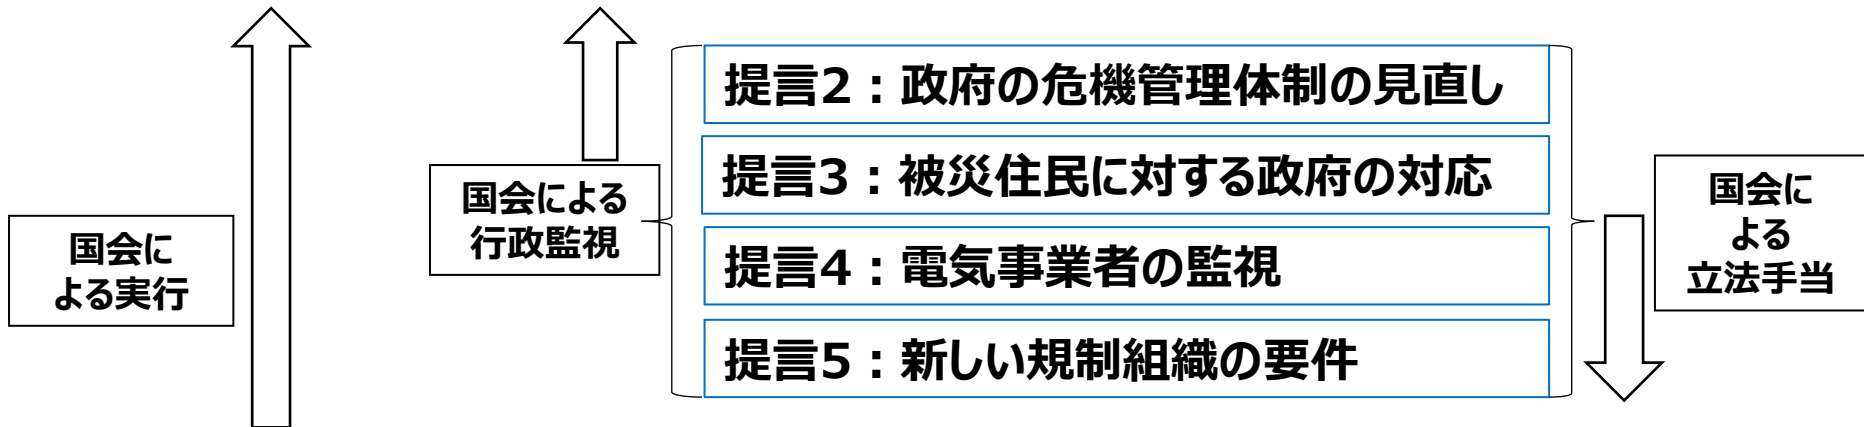 国会に
よる実行
国会による
行政監視
提言2：政府の危機管理体制の見直し
提言3：被災住民に対する政府の対応
提言4：電気事業者の監視
提言5：新しい規制組織の要件
国会に
よる
立法手当